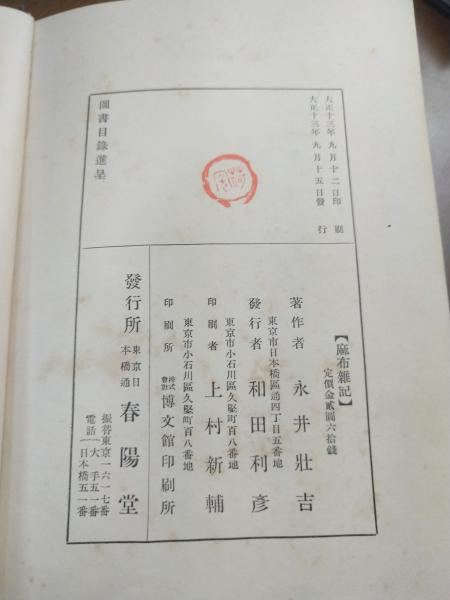 大正十三年九月十二日印刷
大正十三年九月十五日發行
圖書目錄進呈
【麻布雜記】
定價金貳圓六拾錢
著作者 永井壯吉
東京市日本橋區通四丁目五番地
發行者 和田利彥
東京市小石川區久堅町百八番地
印刷者 上村新輔
東京市小石川區久堅町百八番地
印刷所 株式會社 博文館印刷所
發行所 東京日本橋通 春陽堂
振替東京一六一七番
電話 大手五一番
日本橋五一番